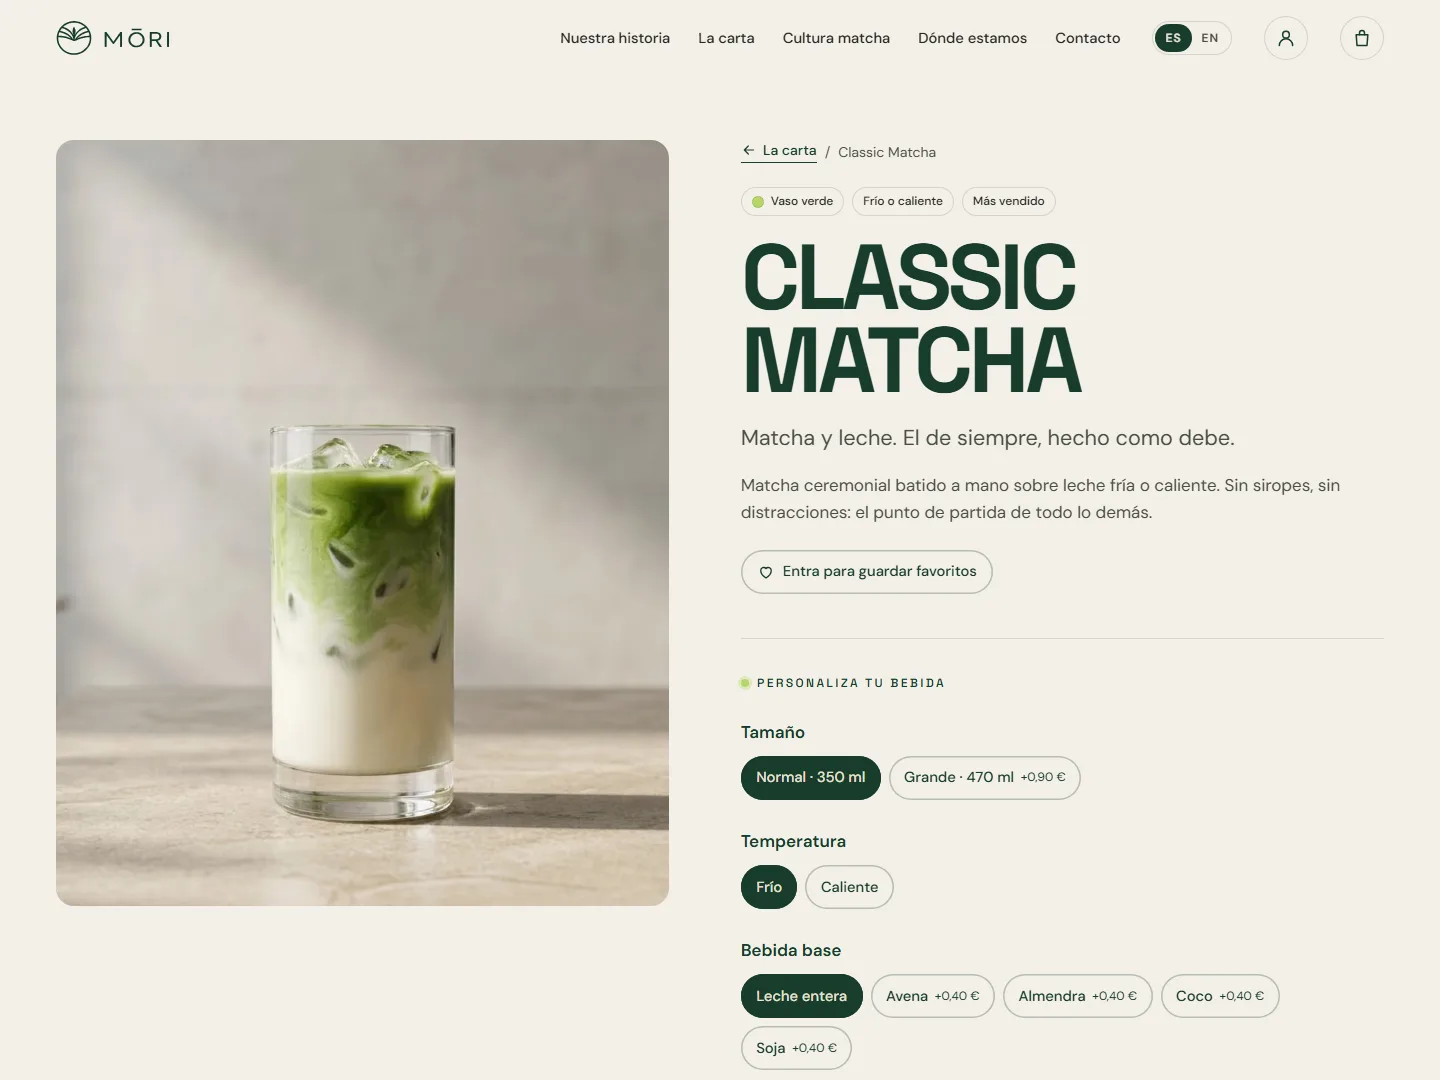 MŌRI
Nuestra historia
La carta
Cultura matcha
Dónde estamos
Contacto
ES EN
← La carta / Classic Matcha
Vaso verde
Frío o caliente
Más vendido
CLASSIC
MATCHA
Matcha y leche. El de siempre, hecho como debe.
Matcha ceremonial batido a mano sobre leche fría o caliente. Sin siropes, sin
distracciones: el punto de partida de todo lo demás.
Entra para guardar favoritos
PERSONALIZA TU BEBIDA
Tamaño
Normal · 350 ml
Grande · 470 ml +0,90 €
Temperatura
Frío
Caliente
Bebida base
Leche entera
Avena +0,40 €
Almendra +0,40 €
Coco +0,40 €
Soja +0,40 €